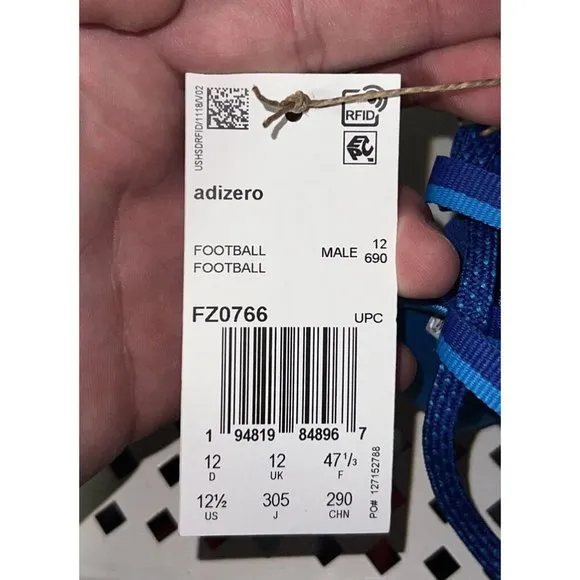 USHSDRFID/1118/V02
RFID
EPC
adizero
FOOTBALL MALE 12
FOOTBALL 690
FZ0766 UPC
1 94819 84896 7
12 12 47 1/3
D UK F
12½ 305 290
US J CHN
PO# 127152788